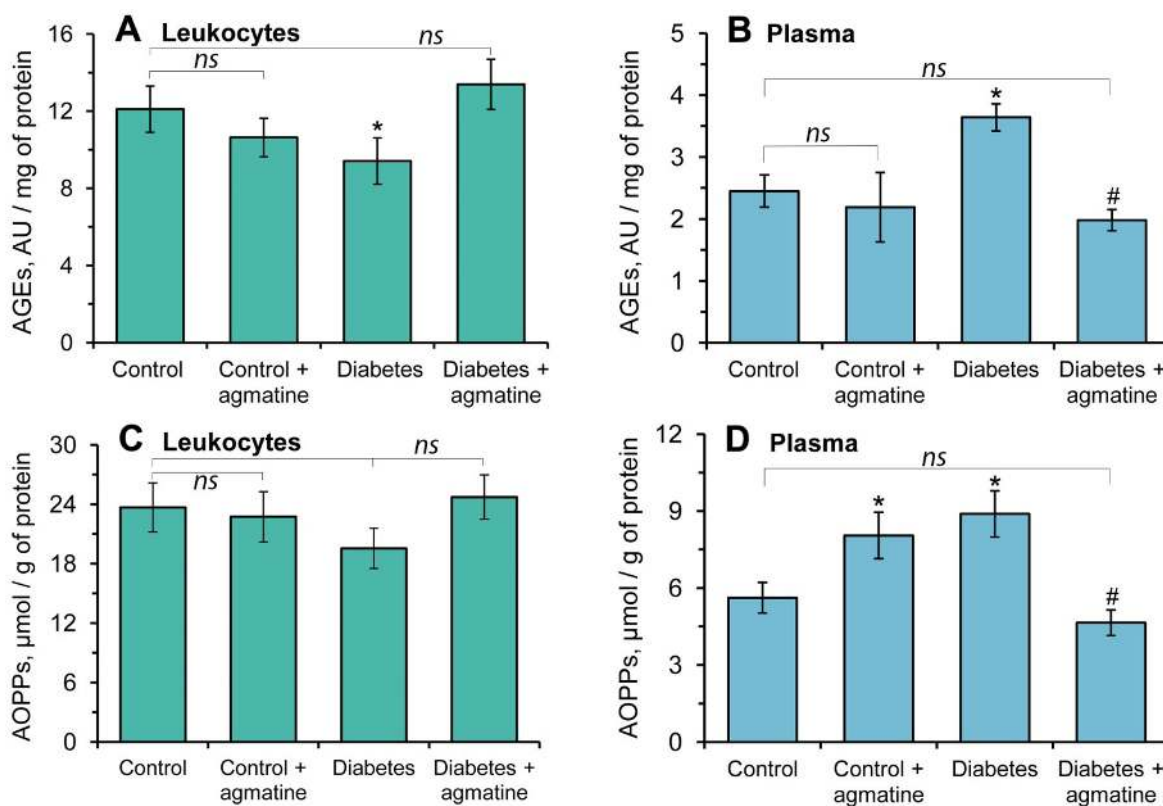 A Leukocytes
16
12
8
4
0
AGEs, AU / mg of protein
ns
ns
*
Control
Control +
agmatine
Diabetes
Diabetes +
agmatine
B Plasma
5
4
3
2
1
0
AGEs, AU / mg of protein
ns
ns
*
#
Control
Control +
agmatine
Diabetes
Diabetes +
agmatine
C Leukocytes
30
24
18
12
6
0
AOPPs, µmol / g of protein
ns
ns
Control
Control +
agmatine
Diabetes
Diabetes +
agmatine
D Plasma
12
9
6
3
0
AOPPs, µmol / g of protein
ns
*
*
#
Control
Control +
agmatine
Diabetes
Diabetes +
agmatine